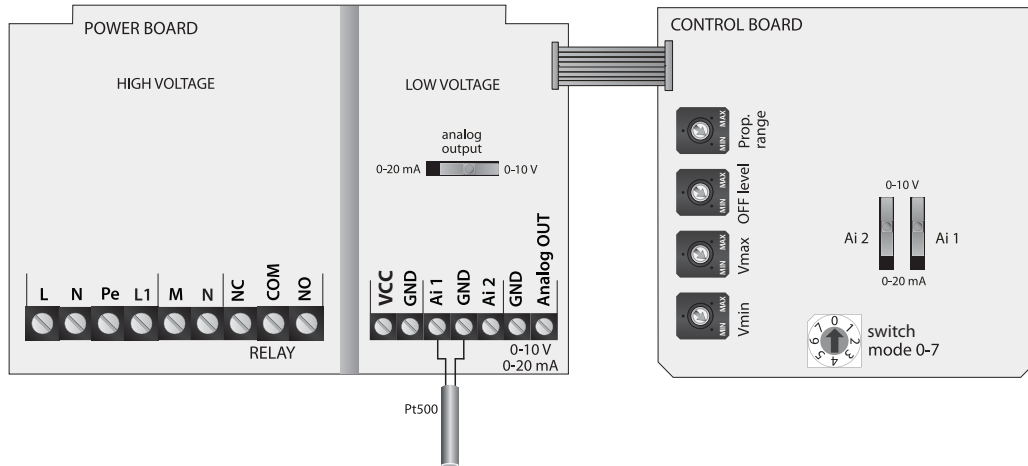 POWER BOARD
HIGH VOLTAGE
LOW VOLTAGE
analog
output
0-20 mA
0-10 V
L N Pe L1 M N NC COM NO
RELAY
VCC GND Ai 1 GND Ai 2 GND Analog OUT
0-10 V
0-20 mA
Pt500
CONTROL BOARD
MIN MAX
Prop.
range
MIN MAX
OFF level
MIN MAX
Vmax
MIN MAX
Vmin
0-10 V
Ai 2
Ai 1
0-20 mA
0 1 2 3 4 5 6 7
switch
mode 0-7